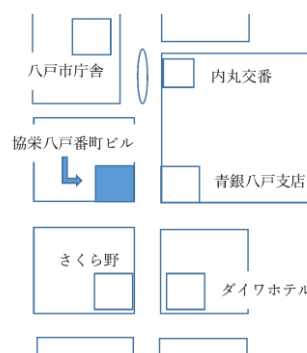 八戸市庁舎
内丸交番
協栄八戸番町ビル
青銀八戸支店
さくら野
ダイワホテル